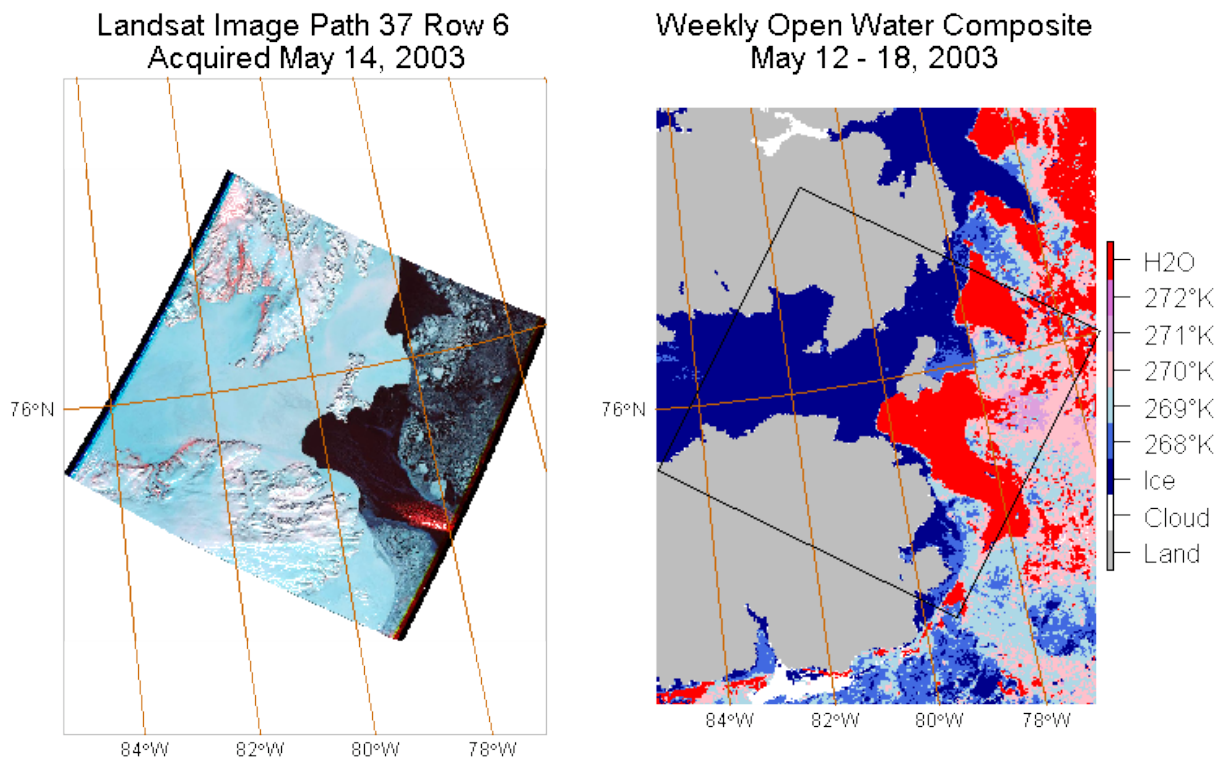 Landsat Image Path 37 Row 6
Acquired May 14, 2003
76°N
84°W
82°W
80°W
78°W
Weekly Open Water Composite
May 12 - 18, 2003
76°N
84°W
82°W
80°W
78°W
H2O
272°K
271°K
270°K
269°K
268°K
Ice
Cloud
Land